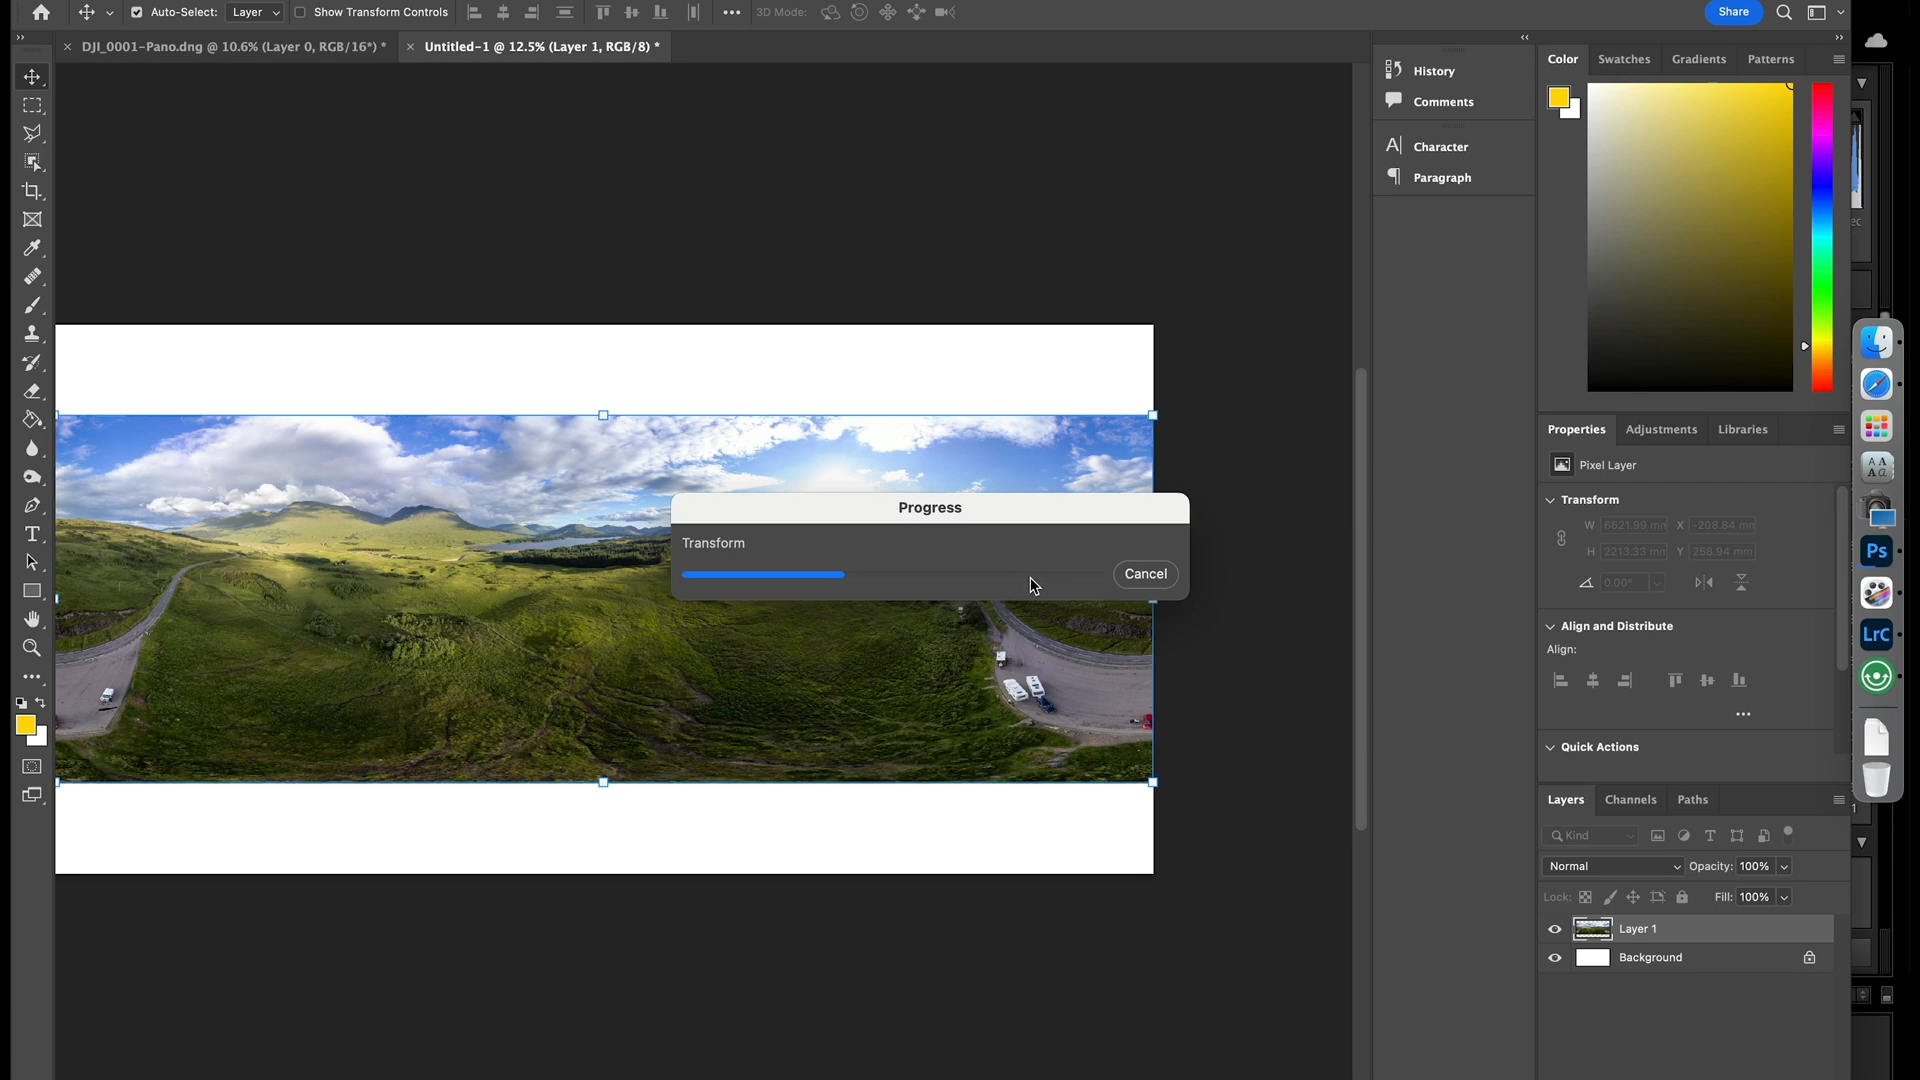 Auto-Select: Layer Show Transform Controls 3D Mode: Share
DJI_0001-Pano.dng @ 10.6% (Layer 0, RGB/16*) * Untitled-1 @ 12.5% (Layer 1, RGB/8) *
Color Swatches Gradients Patterns
History
Comments
Character
Paragraph
Properties Adjustments Libraries
Pixel Layer
Transform
W 6621.99 mm X -208.84 mm
H 2213.33 mm Y 258.94 mm
0.00°
Align and Distribute
Align:
Quick Actions
Progress
Transform
Cancel
Layers Channels Paths
Kind
Normal Opacity: 100%
Lock: Fill: 100%
Layer 1
Background
Ps
LrC